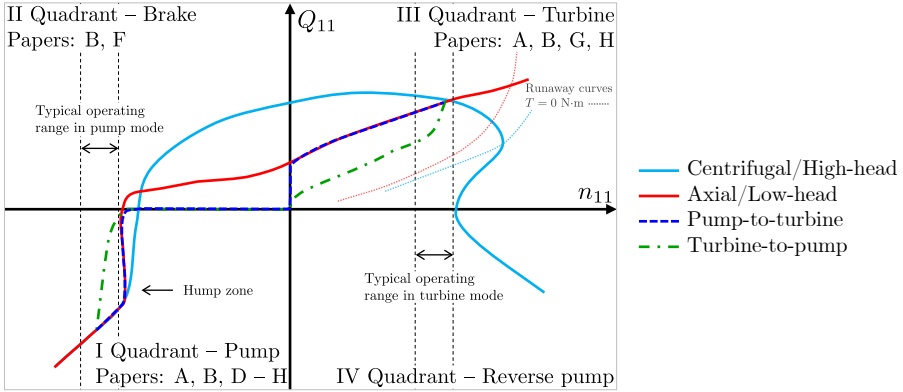 II Quadrant – Brake
Papers: B, F
Q11
III Quadrant – Turbine
Papers: A, B, G, H
Typical operating
range in pump mode
Runaway curves
T = 0 N·m
n11
Centrifugal/High-head
Axial/Low-head
Pump-to-turbine
Turbine-to-pump
Hump zone
Typical operating
range in turbine mode
I Quadrant – Pump
Papers: A, B, D – H
IV Quadrant – Reverse pump